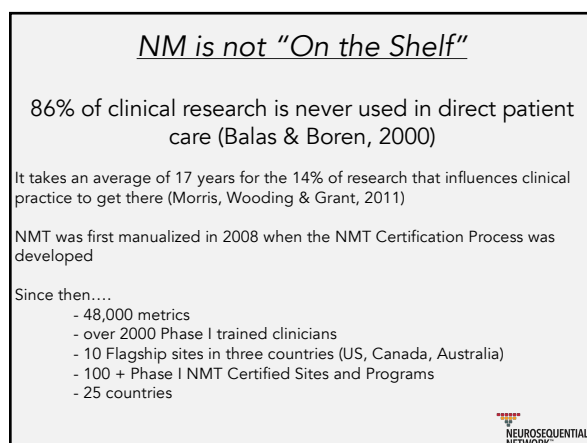 NM is not “On the Shelf”
86% of clinical research is never used in direct patient
care (Balas & Boren, 2000)
It takes an average of 17 years for the 14% of research that influences clinical
practice to get there (Morris, Wooding & Grant, 2011)
NMT was first manualized in 2008 when the NMT Certification Process was
developed
Since then….
- 48,000 metrics
- over 2000 Phase I trained clinicians
- 10 Flagship sites in three countries (US, Canada, Australia)
- 100 + Phase I NMT Certified Sites and Programs
- 25 countries
NEUROSEQUENTIAL
NETWORK™